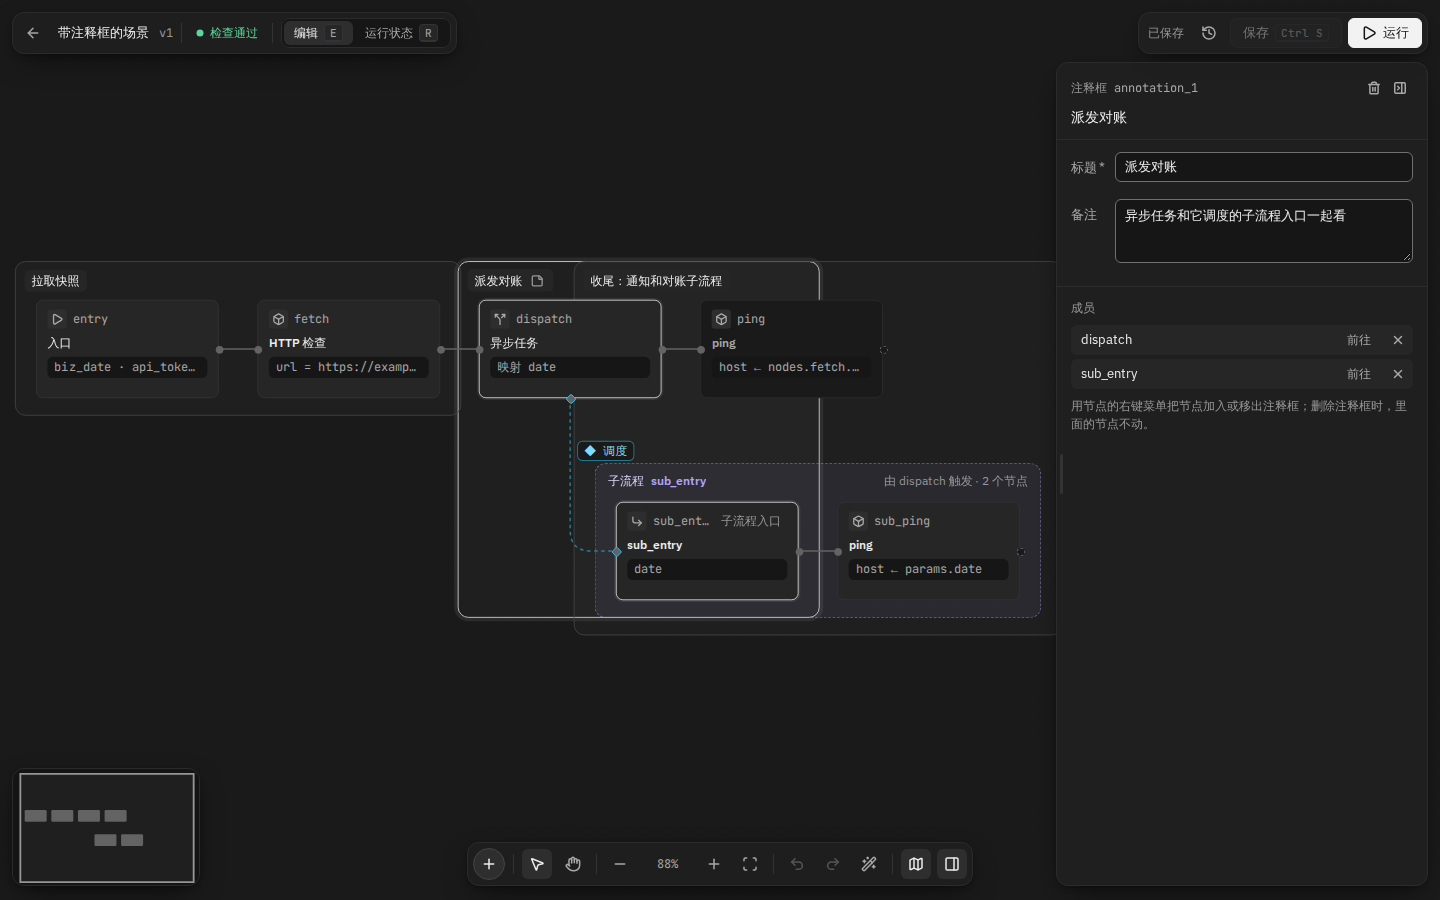 带注释框的场景 v1 检查通过 编辑 E 运行状态 R
已保存 保存 Ctrl S 运行
注释框 annotation_1
派发对账
标题* 派发对账
备注 异步任务和它调度的子流程入口一起看
成员
dispatch 前往
sub_entry 前往
用节点的右键菜单把节点加入或移出注释框；删除注释框时，里
面的节点不动。
拉取快照
entry
入口
biz_date · api_toke…
fetch
HTTP 检查
url = https://examp…
派发对账
dispatch
异步任务
映射 date
收尾：通知和对账子流程
ping
ping
host ← nodes.fetch.…
调度
子流程 sub_entry 由 dispatch 触发 · 2 个节点
sub_ent… 子流程入口
sub_entry
date
sub_ping
ping
host ← params.date
88%